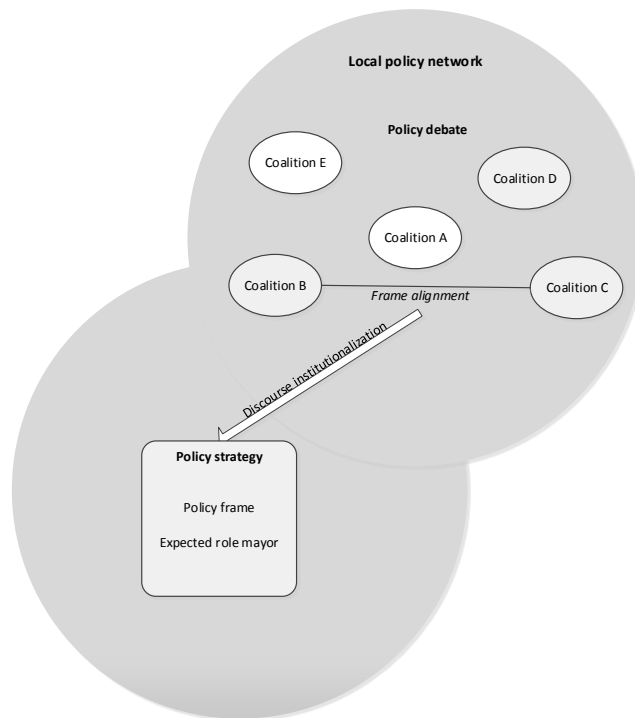 Local policy network
Policy debate
Coalition E
Coalition D
Coalition A
Coalition B
Coalition C
Frame alignment
Discourse institutionalization
Policy strategy
Policy frame
Expected role mayor